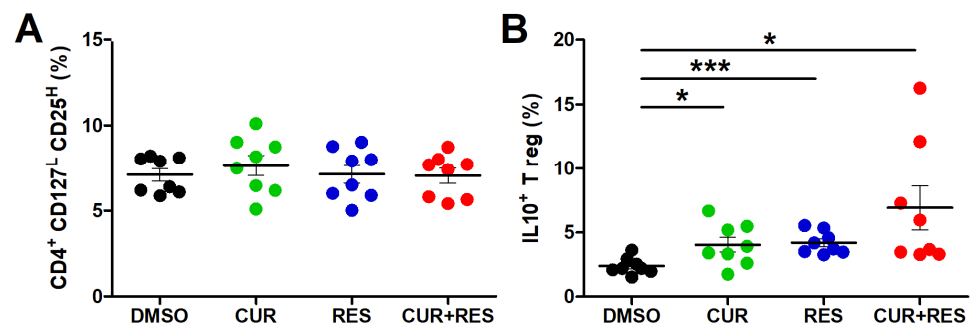 A
CD4⁺ CD127ᴸ CD25ᴴ (%)
15
10
5
0
DMSO
CUR
RES
CUR+RES
B
IL10⁺ T reg (%)
20
15
10
5
0
*
***
*
DMSO
CUR
RES
CUR+RES